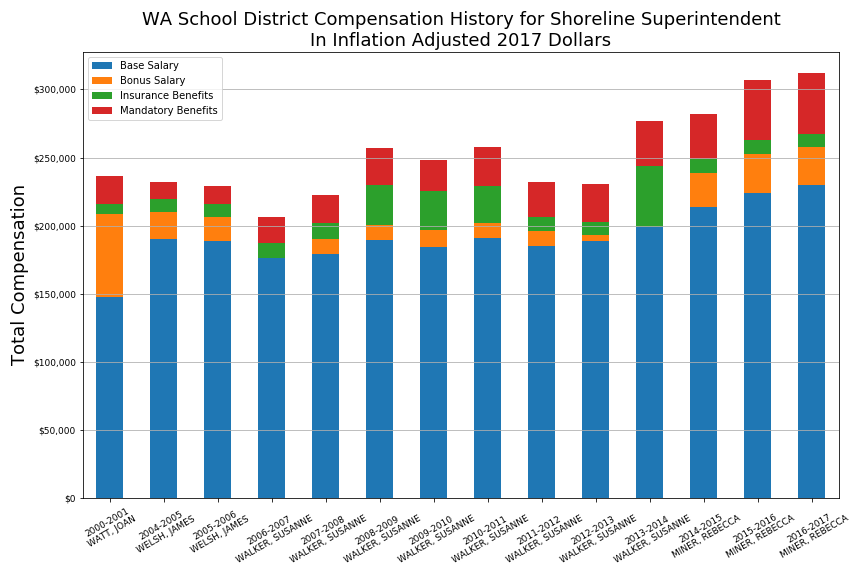 WA School District Compensation History for Shoreline Superintendent
In Inflation Adjusted 2017 Dollars
Base Salary
Bonus Salary
Insurance Benefits
Mandatory Benefits
Total Compensation
$300,000
$250,000
$200,000
$150,000
$100,000
$50,000
$0
2000-2001
WATT, JOAN
2004-2005
WELSH, JAMES
2005-2006
WELSH, JAMES
2006-2007
WALKER, SUSANNE
2007-2008
WALKER, SUSANNE
2008-2009
WALKER, SUSANNE
2009-2010
WALKER, SUSANNE
2010-2011
WALKER, SUSANNE
2011-2012
WALKER, SUSANNE
2012-2013
WALKER, SUSANNE
2013-2014
WALKER, SUSANNE
2014-2015
MINER, REBECCA
2015-2016
MINER, REBECCA
2016-2017
MINER, REBECCA